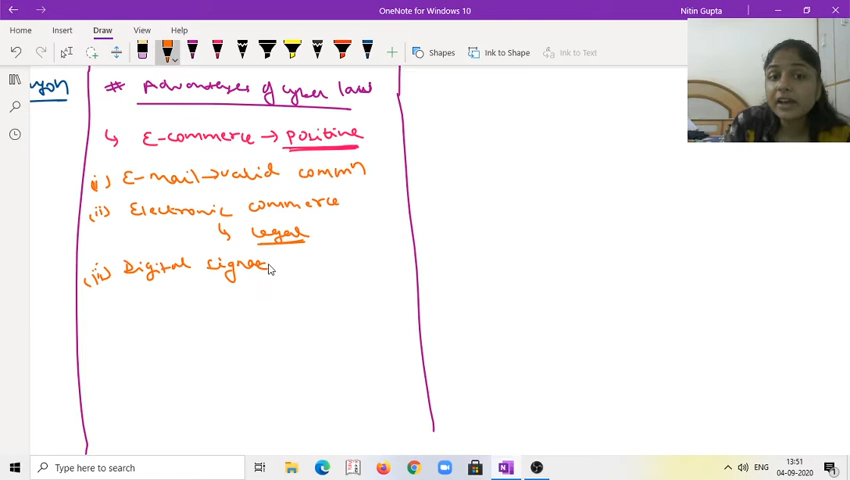 OneNote for Windows 10
Nitin Gupta
Home Insert Draw View Help
Shapes Ink to Shape Ink to Text
# Advantages of cyber law
↳ E-commerce → positive
(i) E-mail → valid commn
(ii) Electronic commerce
↳ legal
(iii) Digital signat
Type here to search
ENG
13:51
04-09-2020